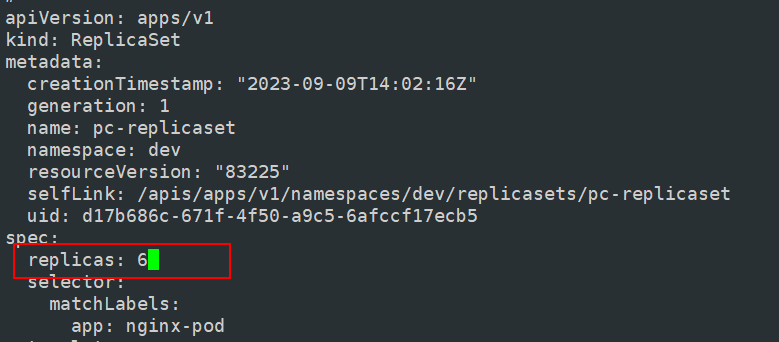 apiVersion: apps/v1
kind: ReplicaSet
metadata:
  creationTimestamp: "2023-09-09T14:02:16Z"
  generation: 1
  name: pc-replicaset
  namespace: dev
  resourceVersion: "83225"
  selfLink: /apis/apps/v1/namespaces/dev/replicasets/pc-replicaset
  uid: d17b686c-671f-4f50-a9c5-6afccf17ecb5
spec:
  replicas: 6
  selector:
    matchLabels:
      app: nginx-pod